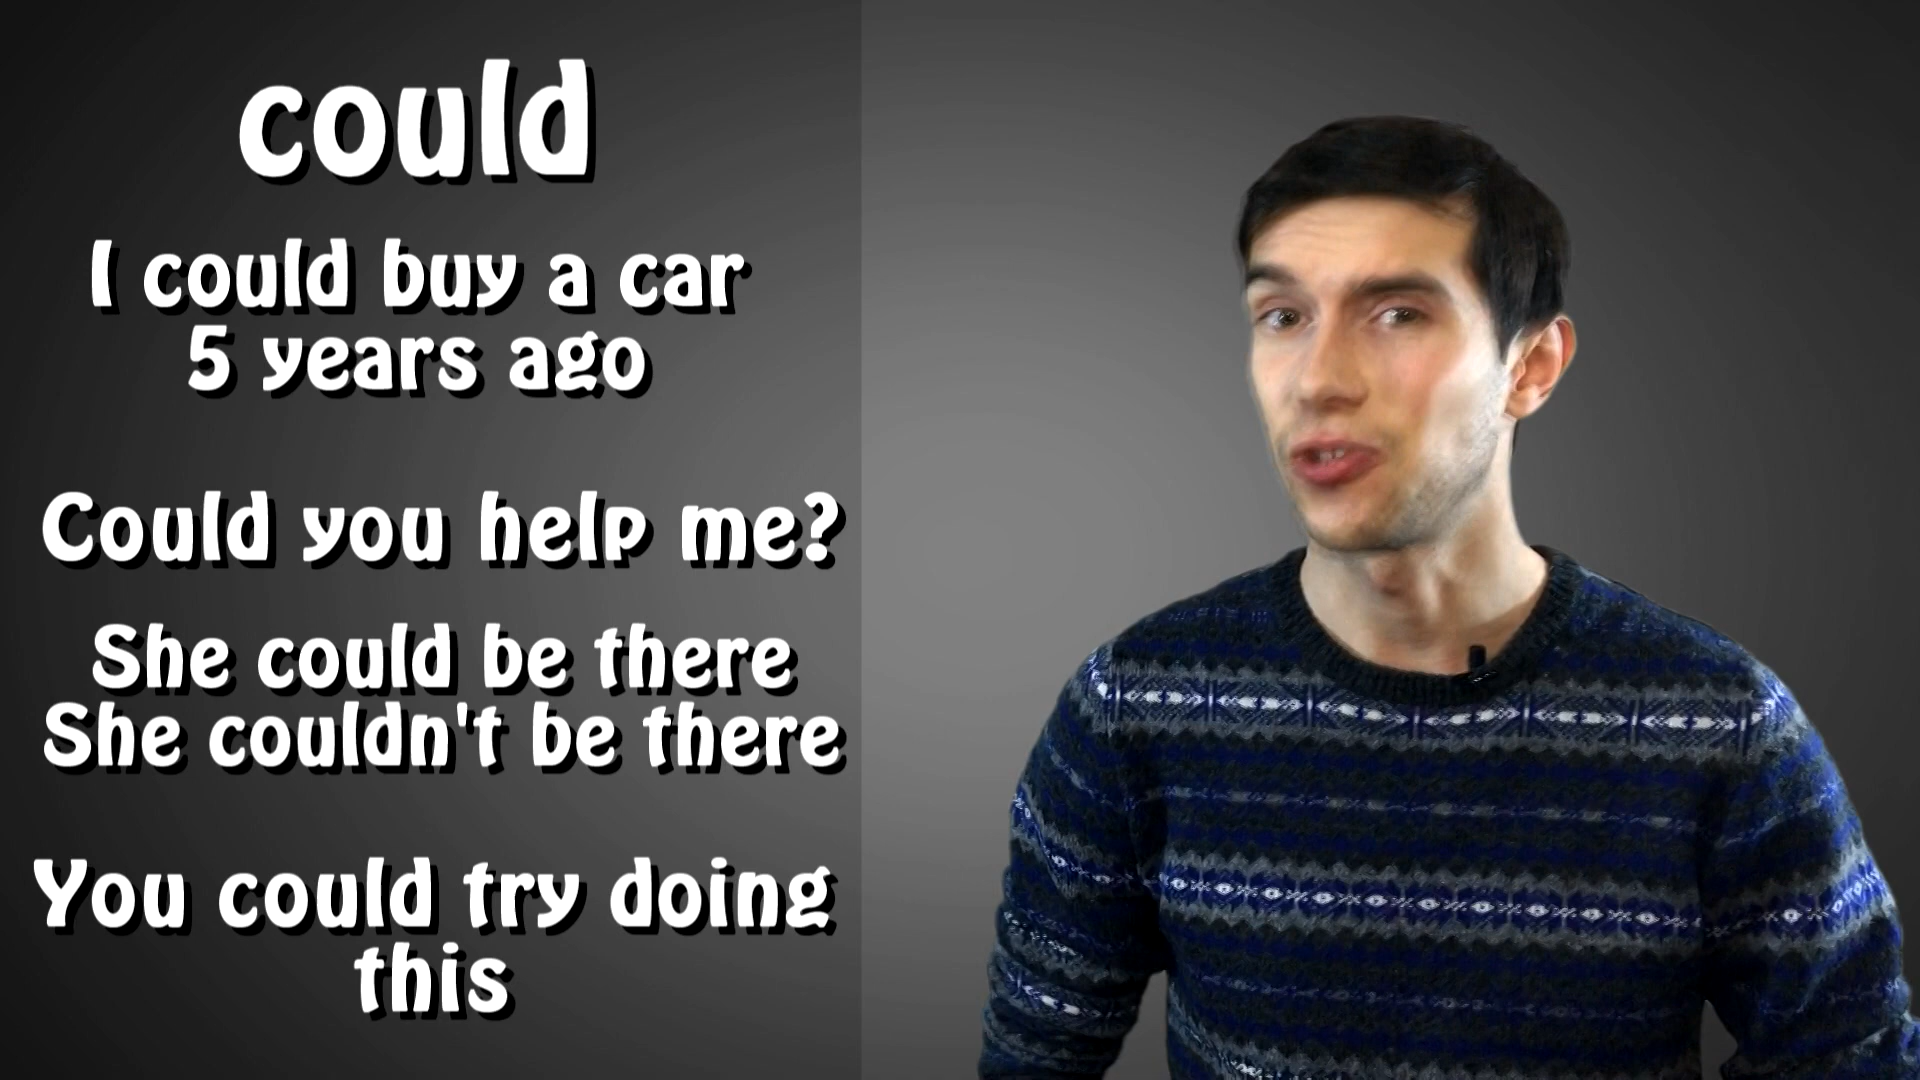 could
I could buy a car
5 years ago
Could you help me?
She could be there
She couldn't be there
You could try doing
this